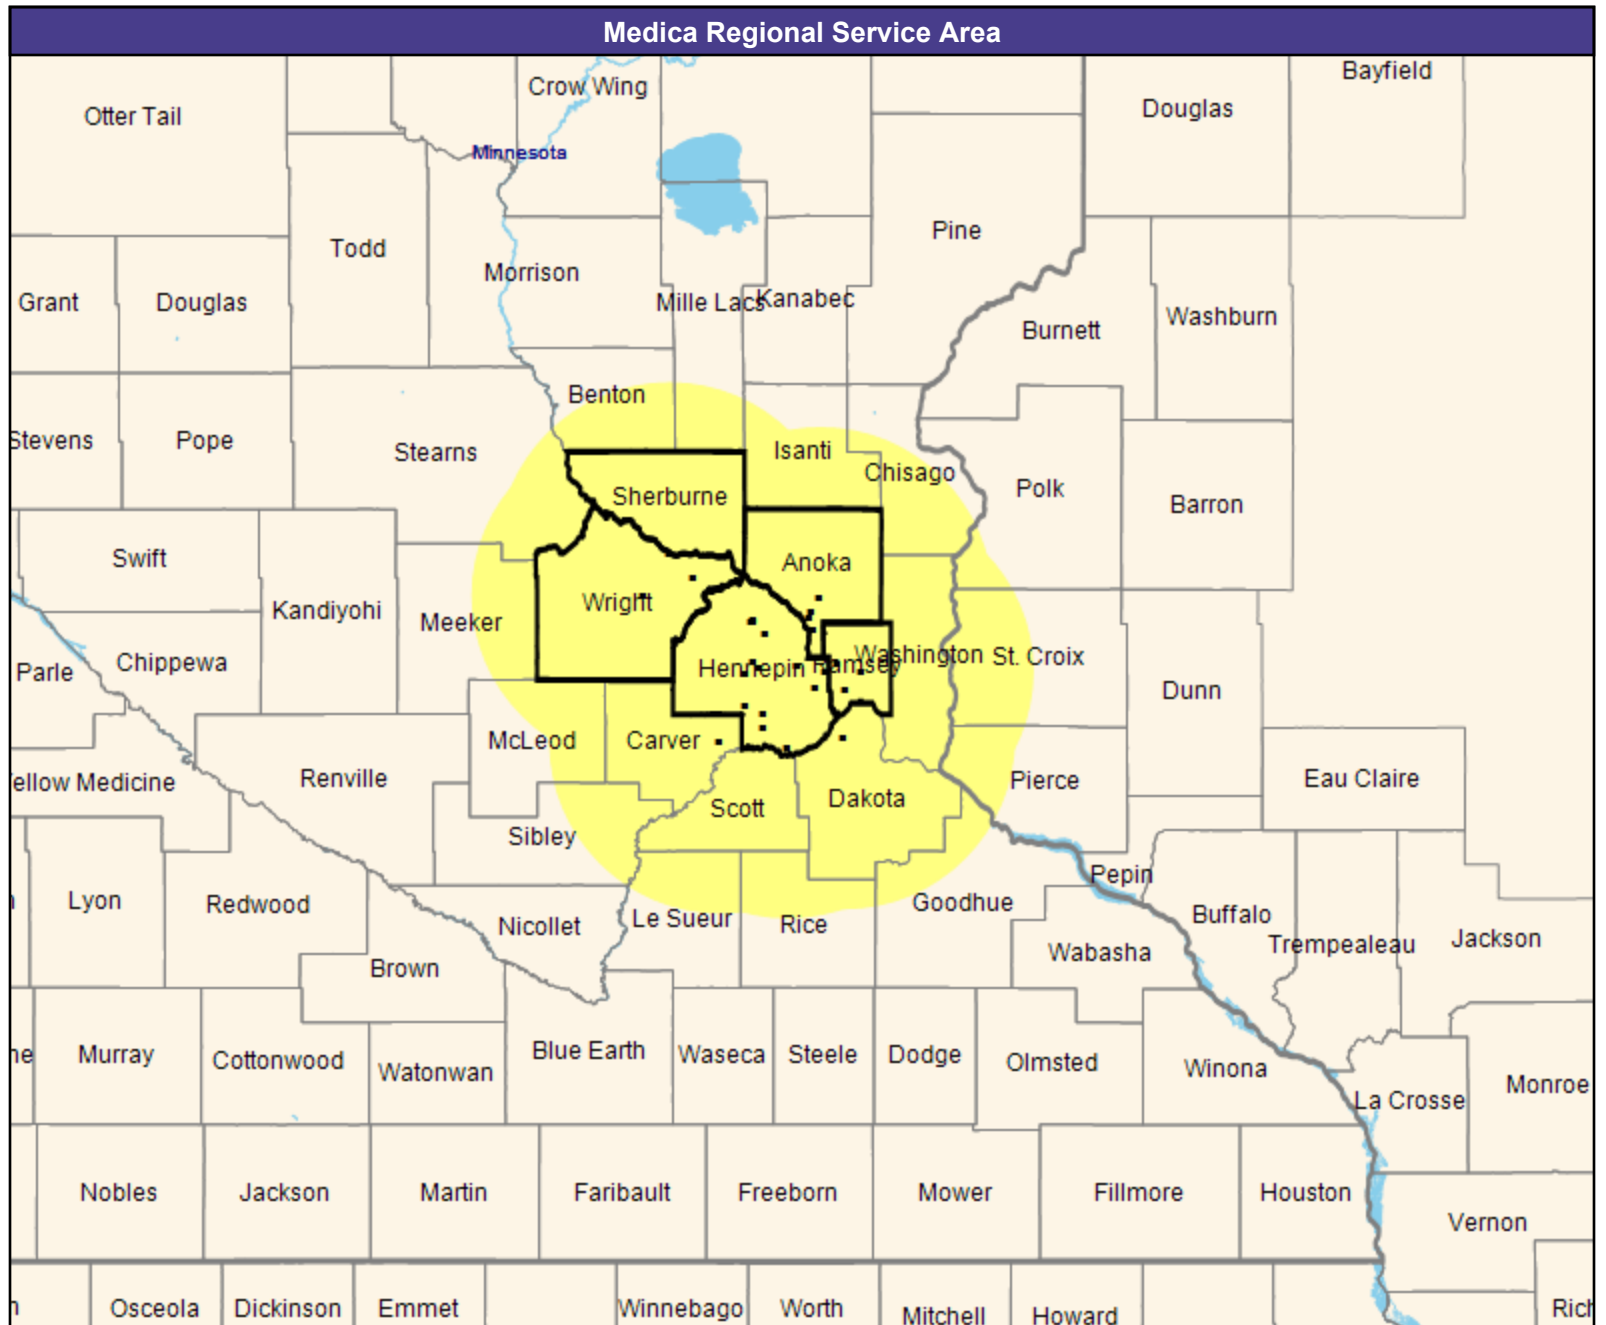 Medica Regional Service Area
Bayfield
Crow Wing
Douglas
Otter Tail
Minnesota
Pine
Todd
Morrison
Grant
Douglas
Mille Lacs
Kanabec
Washburn
Burnett
Benton
Stevens
Pope
Stearns
Isanti
Chisago
Polk
Sherburne
Barron
Swift
Anoka
Wright
Kandiyohi
Meeker
Parle
Chippewa
Hennepin
Ramsey
Washington
St. Croix
Dunn
McLeod
Carver
Renville
ellow Medicine
Pierce
Eau Claire
Scott
Dakota
Sibley
Pepin
Lyon
Redwood
Goodhue
Nicollet
Le Sueur
Rice
Buffalo
Trempealeau
Jackson
Wabasha
Brown
ne
Murray
Cottonwood
Watonwan
Blue Earth
Waseca
Steele
Dodge
Olmsted
Winona
La Crosse
Monroe
Nobles
Jackson
Martin
Faribault
Freeborn
Mower
Fillmore
Houston
Vernon
n
Osceola
Dickinson
Emmet
Winnebago
Worth
Mitchell
Howard
Rich